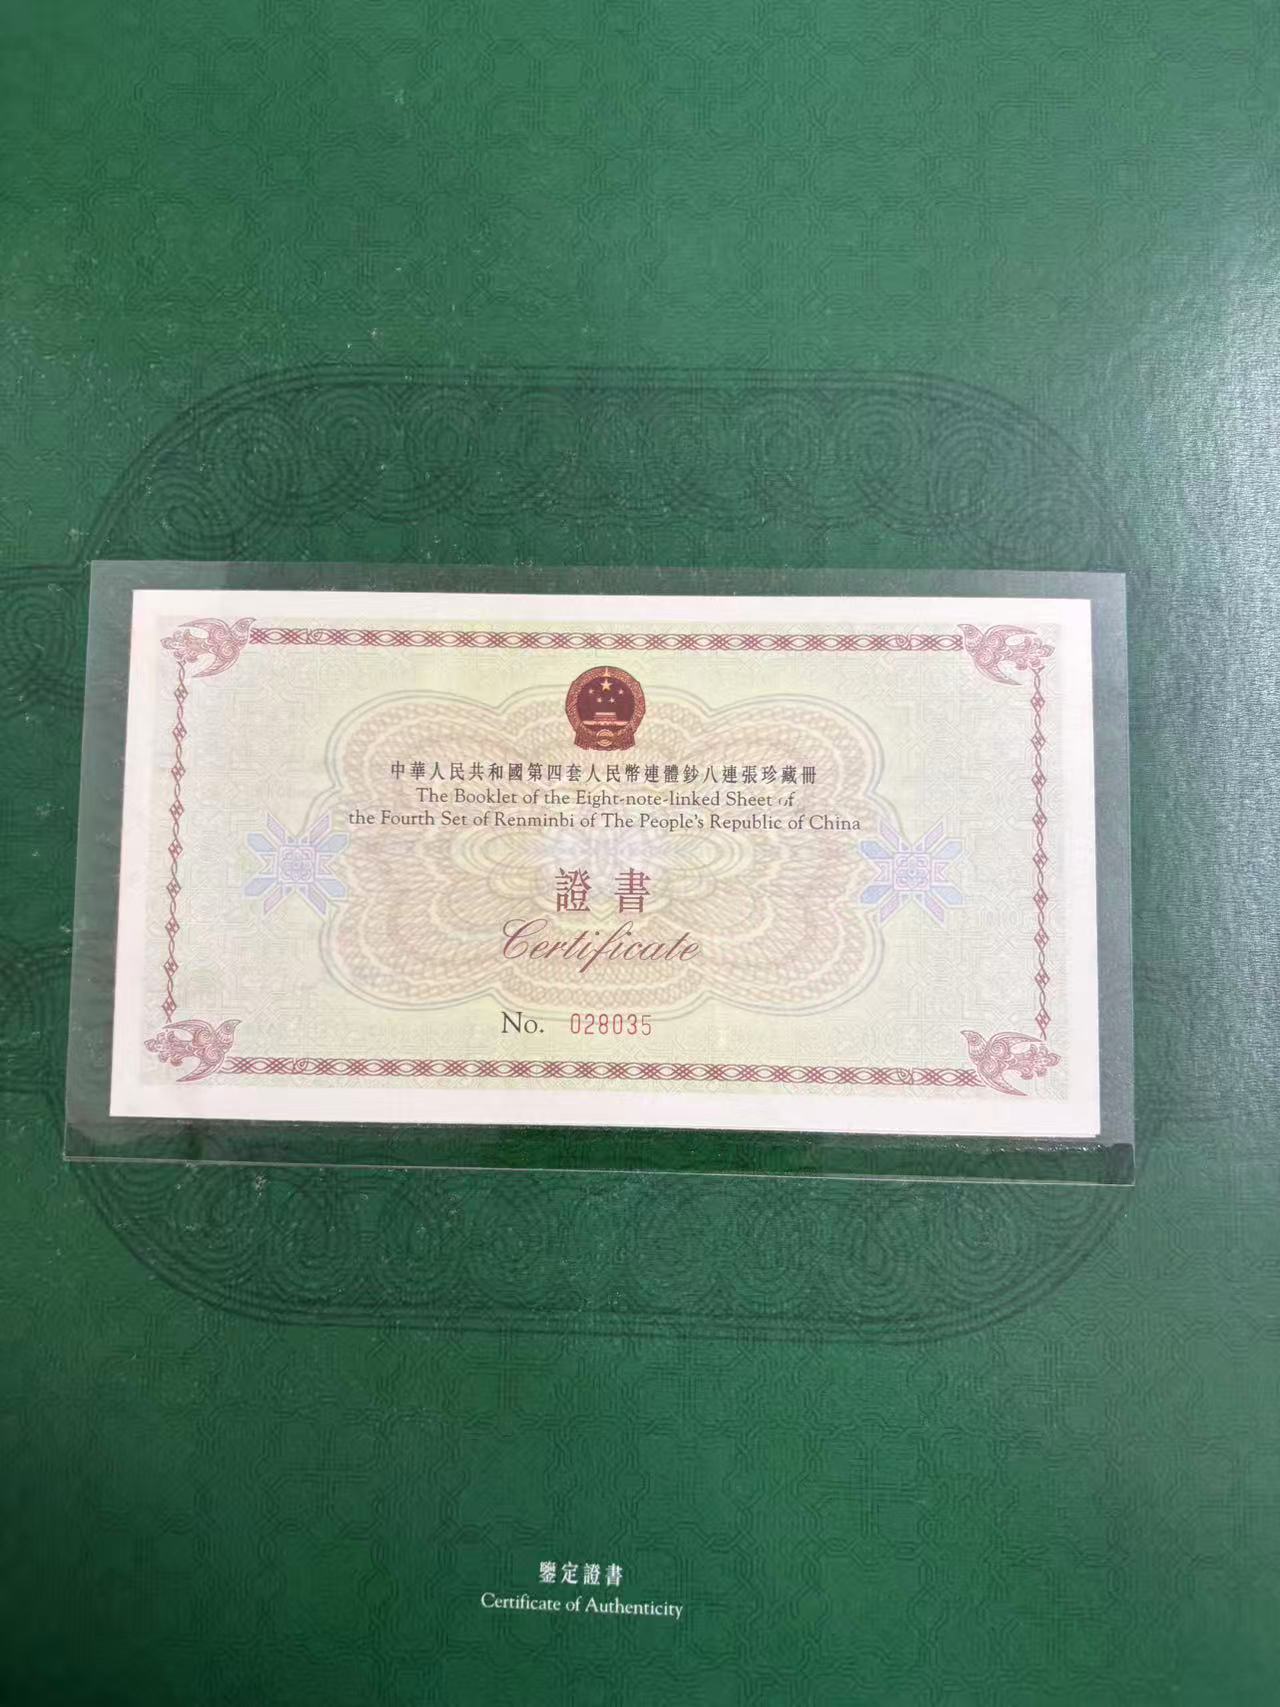 中華人民共和國第四套人民幣連體鈔八連張珍藏冊
The Booklet of the Eight-note-linked Sheet of
the Fourth Set of Renminbi of The People's Republic of China
證書
Certificate
No. 028035
鑒定證書
Certificate of Authenticity